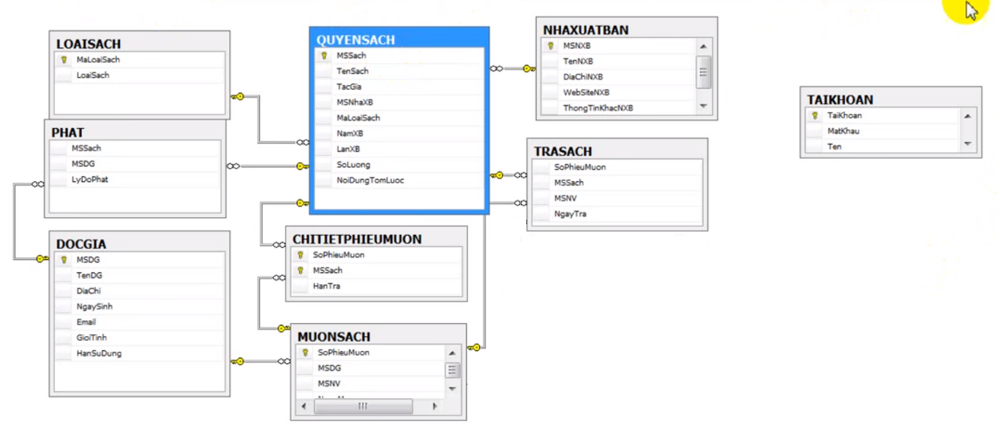 LOAISACH
MaLoaiSach
LoaiSach
PHAT
MSSach
MSDG
LyDoPhat
DOCGIA
MSDG
TenDG
DiaChi
NgaySinh
Email
GioiTinh
HanSuDung
QUYENSACH
MSSach
TenSach
TacGia
MSNhaXB
MaLoaiSach
NamXB
LanXB
SoLuong
NoiDungTomLuoc
CHITIETPHIEUMUON
SoPhieuMuon
MSSach
HanTra
MUONSACH
SoPhieuMuon
MSDG
MSNV
NHAXUATBAN
MSNXB
TenNXB
DiaChiNXB
WebSiteNXB
ThongTinKhacNXB
TRASACH
SoPhieuMuon
MSSach
MSNV
NgayTra
TAIKHOAN
TaiKhoan
MatKhau
Ten